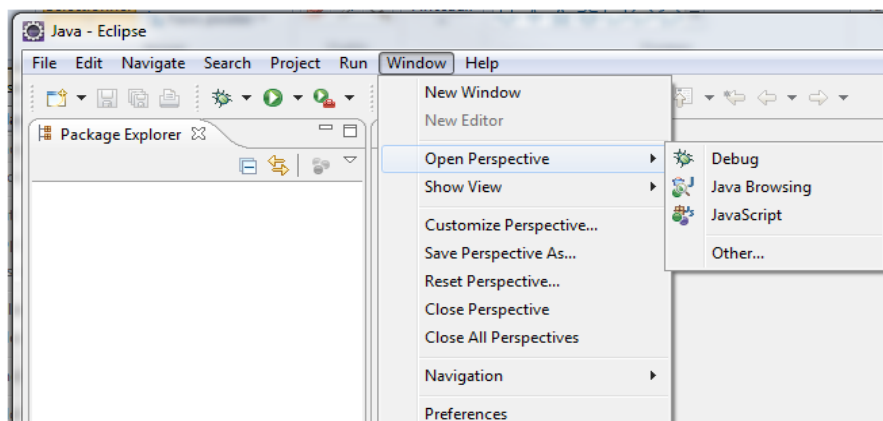 Java - Eclipse
File Edit Navigate Search Project Run Window Help
Package Explorer
New Window
New Editor
Open Perspective
Show View
Customize Perspective...
Save Perspective As...
Reset Perspective...
Close Perspective
Close All Perspectives
Navigation
Preferences
Debug
Java Browsing
JavaScript
Other...